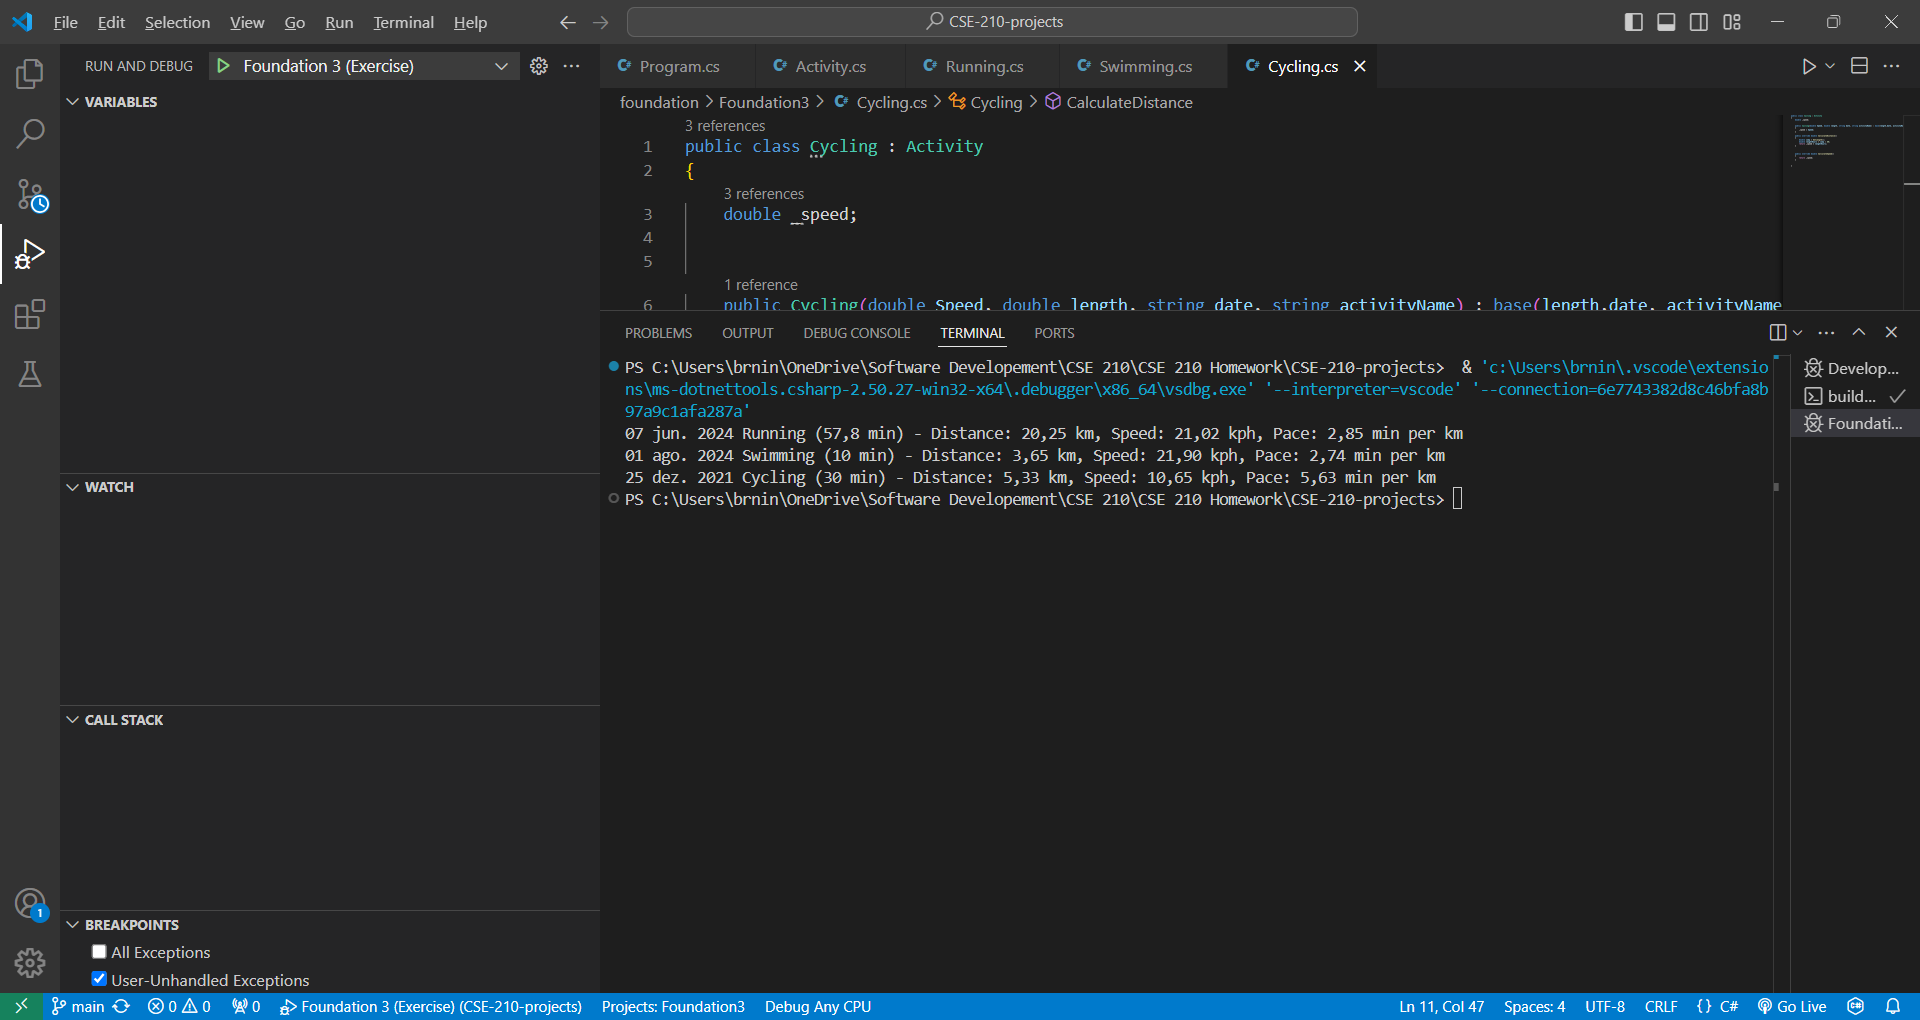 File Edit Selection View Go Run Terminal Help
CSE-210-projects
RUN AND DEBUG Foundation 3 (Exercise)
VARIABLES
WATCH
CALL STACK
BREAKPOINTS
All Exceptions
User-Unhandled Exceptions
1
C# Program.cs C# Activity.cs C# Running.cs C# Swimming.cs C# Cycling.cs
foundation > Foundation3 > C# Cycling.cs > Cycling > CalculateDistance
3 references
1 public class Cycling : Activity
2 {
3 references
3 double _speed;
4
5
1 reference
6 public Cycling(double Speed, double length, string date, string activityName) : base(length,date, activityName
PROBLEMS OUTPUT DEBUG CONSOLE TERMINAL PORTS
PS C:\Users\brnin\OneDrive\Software Developement\CSE 210\CSE 210 Homework\CSE-210-projects>  & 'c:\Users\brnin\.vscode\extensio
ns\ms-dotnettools.csharp-2.50.27-win32-x64\.debugger\x86_64\vsdbg.exe' '--interpreter=vscode' '--connection=6e7743382d8c46bfa8b
97a9c1afa287a'
07 jun. 2024 Running (57,8 min) - Distance: 20,25 km, Speed: 21,02 kph, Pace: 2,85 min per km
01 ago. 2024 Swimming (10 min) - Distance: 3,65 km, Speed: 21,90 kph, Pace: 2,74 min per km
25 dez. 2021 Cycling (30 min) - Distance: 5,33 km, Speed: 10,65 kph, Pace: 5,63 min per km
PS C:\Users\brnin\OneDrive\Software Developement\CSE 210\CSE 210 Homework\CSE-210-projects>
Develop...
build...
Foundati...
main 0 0 0 Foundation 3 (Exercise) (CSE-210-projects) Projects: Foundation3 Debug Any CPU Ln 11, Col 47 Spaces: 4 UTF-8 CRLF {} C# Go Live